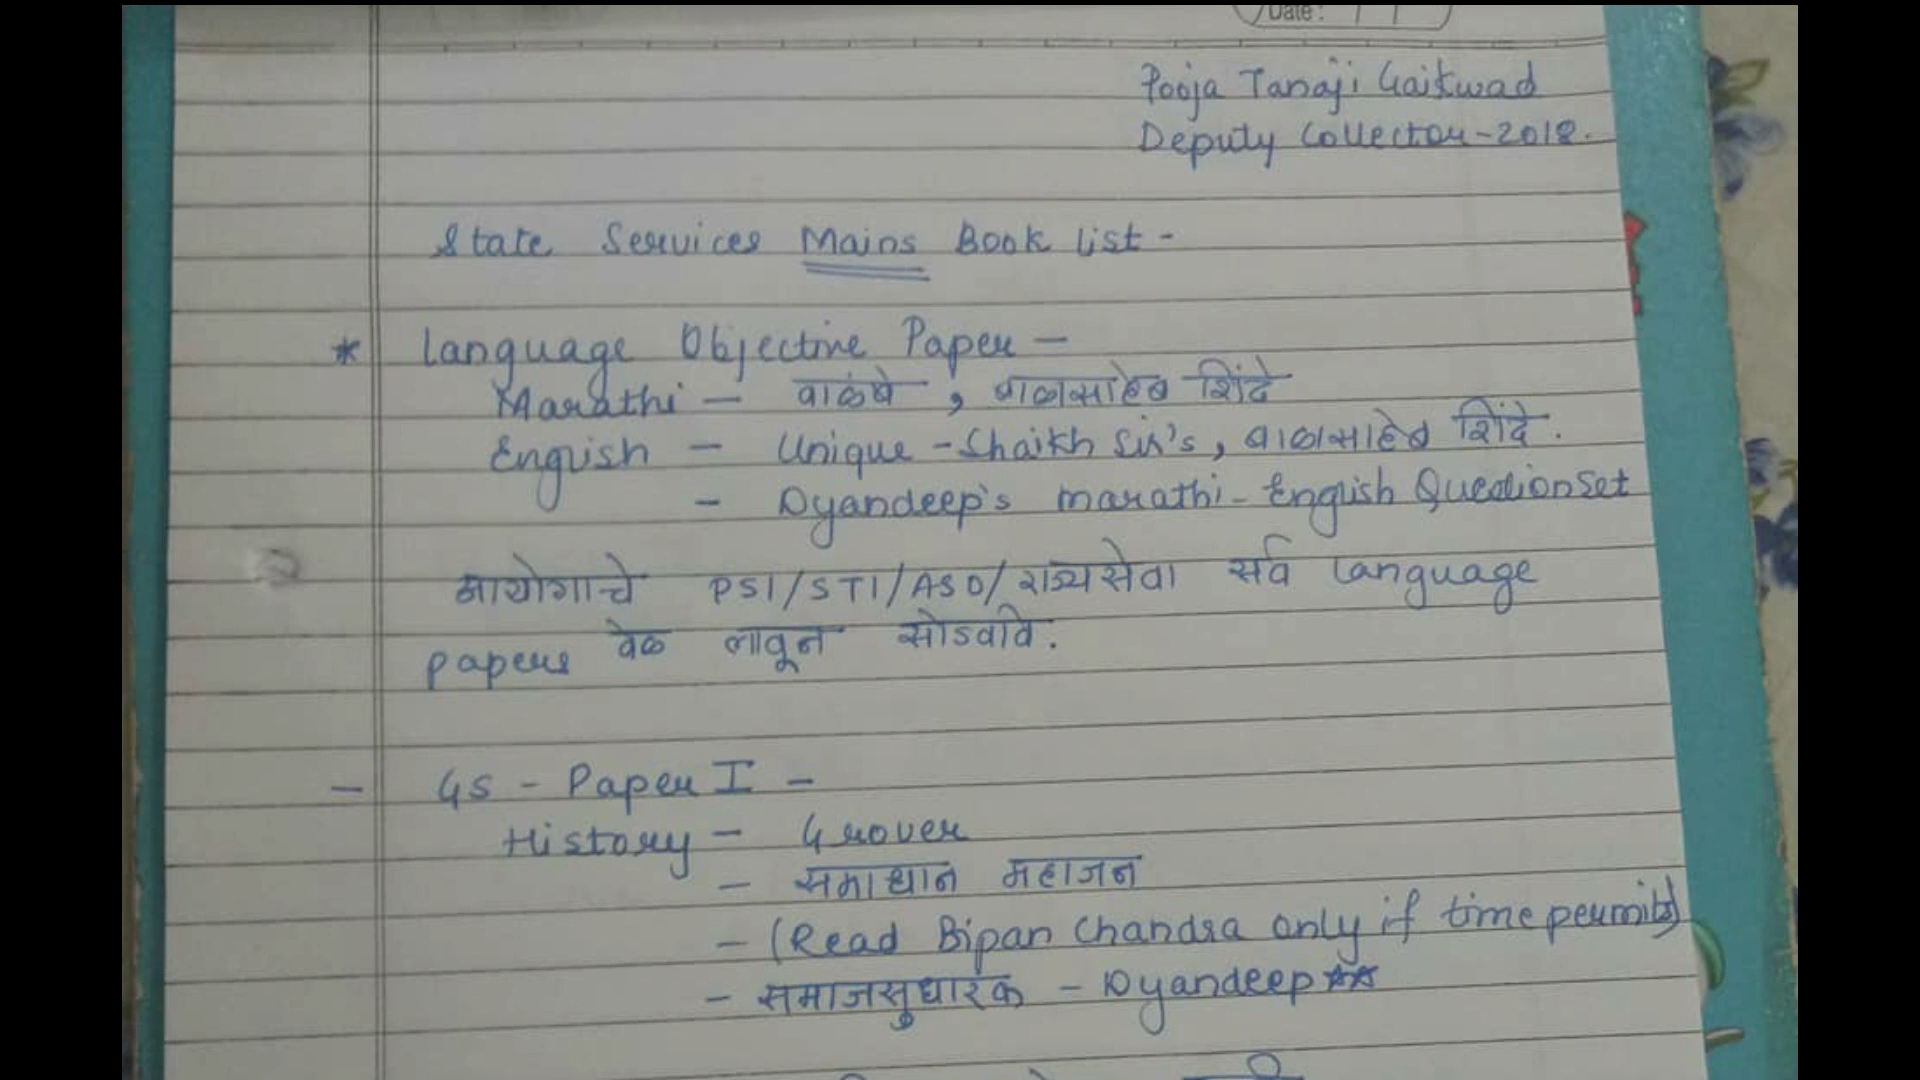 Date:
Pooja Tanaji Gaikwad
Deputy Collector-2018.
State Services Mains Book list -
* Language Objective Paper -
Marathi - वाळंबे , बाळासाहेब शिंदे
English - Unique - Shaikh Sir's, बाळासाहेब शिंदे.
- Dyandeep's marathi - English Question Set
आयोगाचे PSI/STI/ASO/राज्यसेवा सर्व Language
papers वेळ लावून सोडवावे.
- GS - Paper I -
History - Grover
- समाधान महाजन
- (Read Bipan Chandra only if time permits)
- समाजसुधारक - Dyandeep **